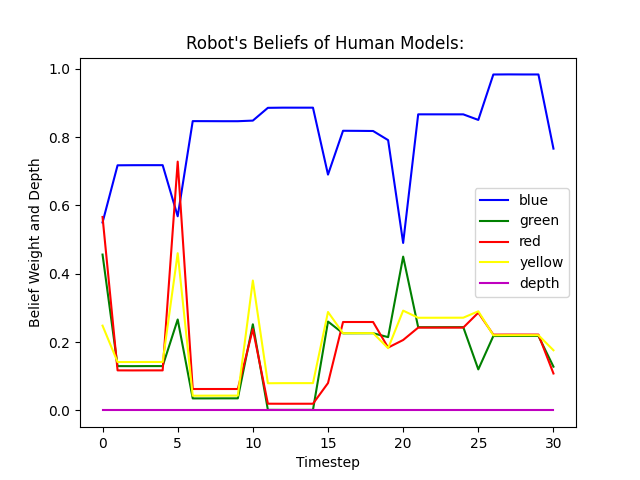 Robot's Beliefs of Human Models:
Belief Weight and Depth
1.0
0.8
0.6
0.4
0.2
0.0
blue
green
red
yellow
depth
0 5 10 15 20 25 30
Timestep